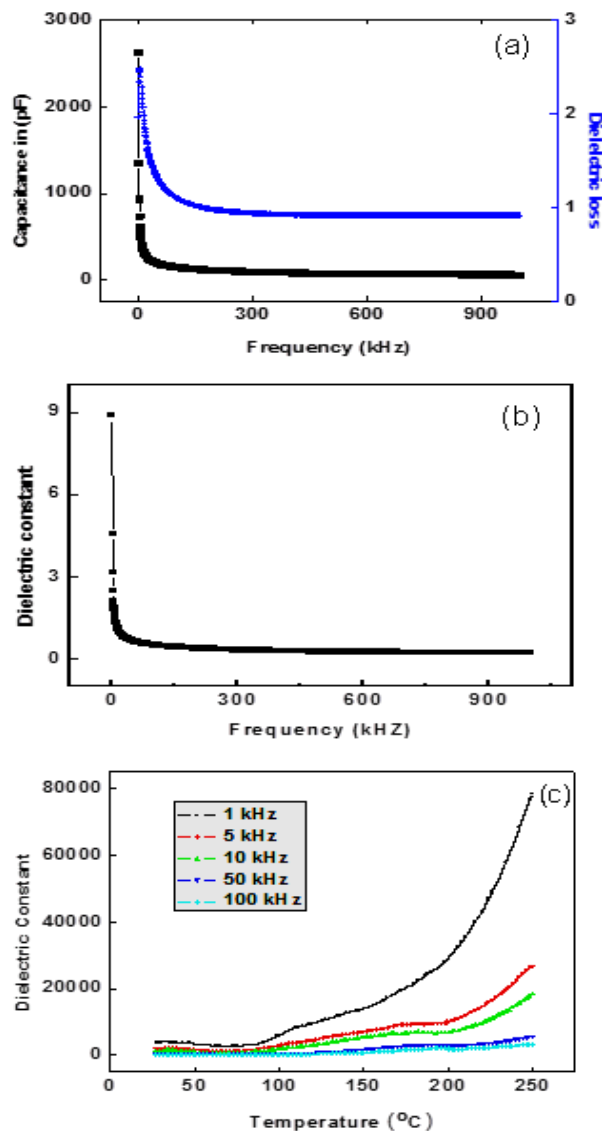 (a)
3000
2000
1000
0
Capacitance in (pF)
3
2
1
0
Dielelctric loss
0 300 600 900
Frequency (kHz)
(b)
9
6
3
0
Dielectric constant
0 300 600 900
Frequency (kHZ)
(c)
80000
60000
40000
20000
0
Dielectric Constant
1 kHz
5 kHz
10 kHz
50 kHz
100 kHz
0 50 100 150 200 250
Temperature (°C)